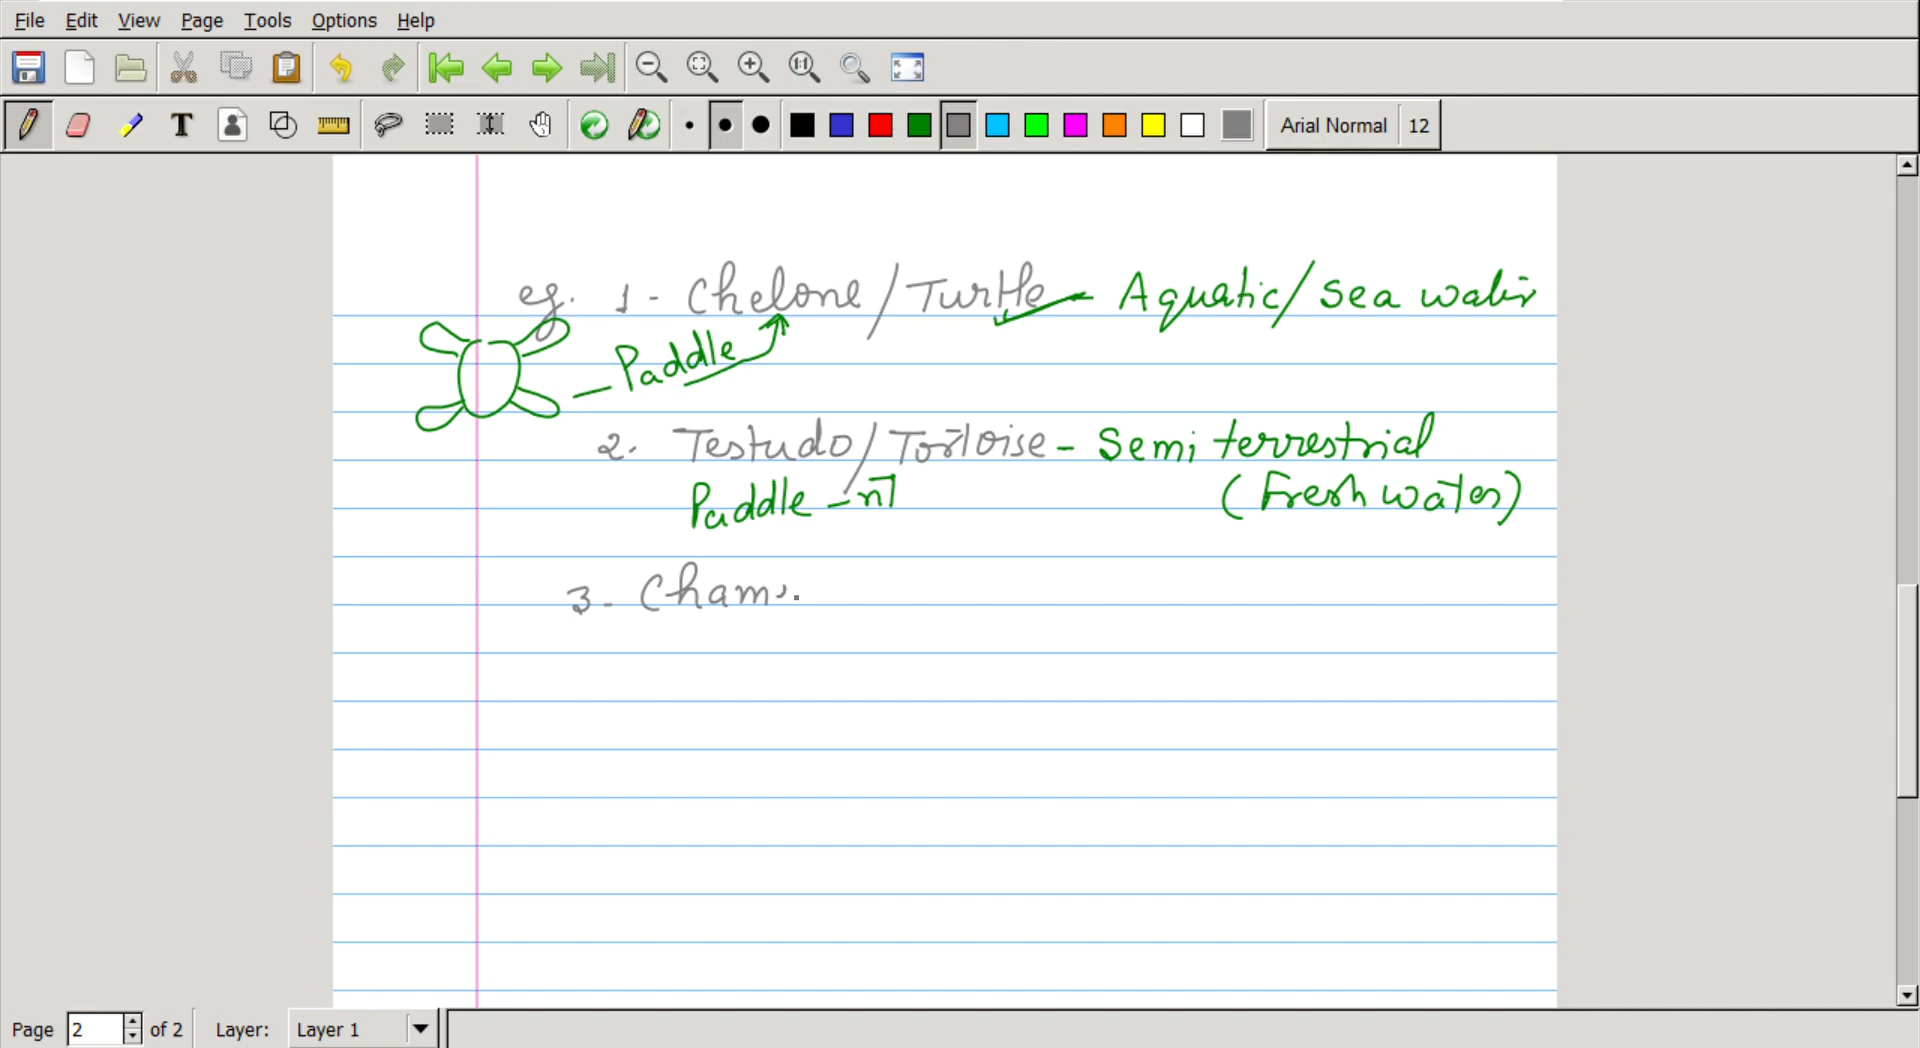 File Edit View Page Tools Options Help
Arial Normal 12
eg. 1- Chelone/Turtle - Aquatic/sea water
Paddle
2. Testudo/Tortoise - Semi terrestrial
Paddle - (Fresh water)
3- Cham
Page 2 of 2 Layer: Layer 1